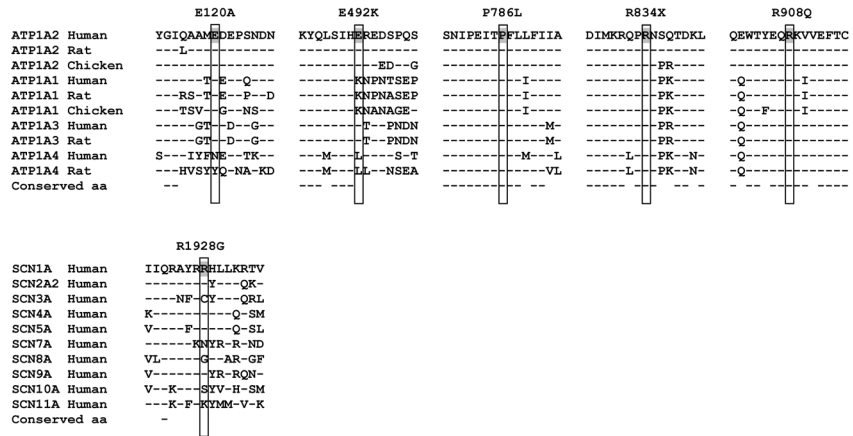 E120A E492K P786L R834X R908Q
ATP1A2 Human YGIQAAMEDEPSNDN KYQLSIHEREDSPQS SNIPEITPFLLFIIA DIMKRQPRNSQTDKL QEWTYEQRKVVEFTC
ATP1A2 Rat ---L----------- --------------- --------------- --------------- ---------------
ATP1A2 Chicken --------------- ----------ED--G --------------- ---------PR---- ---------------
ATP1A1 Human ------T-E--Q--- -------KNPNTSEP ----------I---- ---------PK---- -Q-------I-----
ATP1A1 Rat ---RS-T-E--P--D -------KNPNASEP ----------I---- ---------PK---- -Q-------I-----
ATP1A1 Chicken ---TSV--G--NS-- -------KNANAGE- ----------I---- ---------PK---- -Q--F----I-----
ATP1A3 Human -----GT--D--G-- --------T--PNDN -------------M- ---------PR---- ---------------
ATP1A3 Rat -----GT--D--G-- --------T--PNDN -------------M- ---------PR---- ---------------
ATP1A4 Human S---IYFNE--TK-- ---M---L----S-T ----------M---L -----L---PK--N- -Q-------------
ATP1A4 Rat ---HVSYYQ-NA-KD ---M---LL--NSEA -------------VL -----L---PK--N- -Q-------------
Conserved aa -- --- --- ---------- -- ----- --- -- - - -- ---- -----
R1928G
SCN1A Human IIQRAYRRHLLKRTV
SCN2A2 Human --------Y---QK-
SCN3A Human ----NF-CY---QRL
SCN4A Human K----------Q-SM
SCN5A Human V----F-----Q-SL
SCN7A Human ------KNYR-R-ND
SCN8A Human VL-----G--AR-GF
SCN9A Human V-------YR-RQN-
SCN10A Human V--K---SYV-H-SM
SCN11A Human ---K-F-KYMM-V-K
Conserved aa -